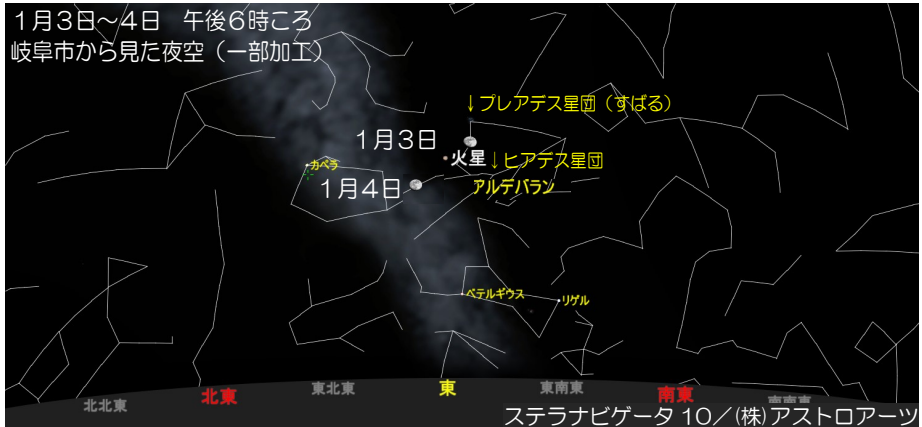 1月3日～4日　午後6時ころ
岐阜市から見た夜空（一部加工）
↓プレアデス星団（すばる）
1月3日
火星
↓ヒアデス星団
カペラ
1月4日
アルデバラン
ベテルギウス
リゲル
北北東
北東
東北東
東
東南東
南東
南南東
ステラナビゲータ 10／(株)アストロアーツ